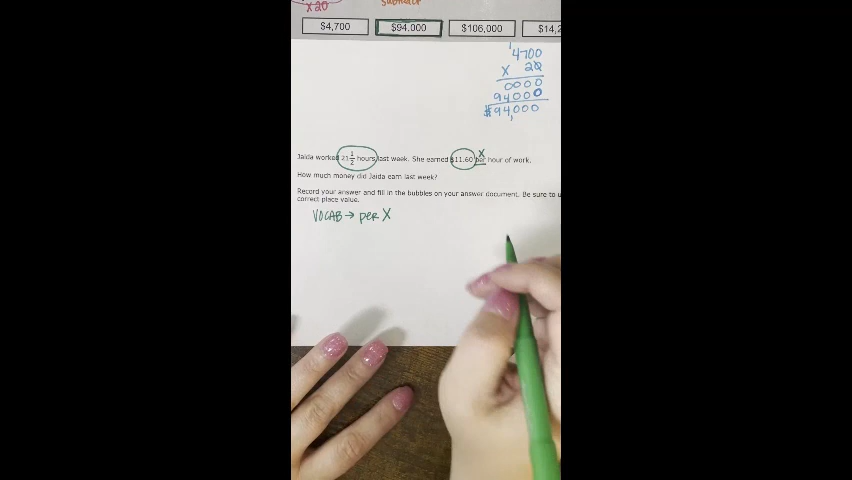 x20
Subtract
$4,700 $94,000 $106,000 $14,2
1
4700
x 20
0000
94000
$94,000
x
Jaida worked 21 1/2 hours last week. She earned $11.60 per hour of work.
How much money did Jaida earn last week?
Record your answer and fill in the bubbles on your answer document. Be sure to u
correct place value.
VOCAB → per X